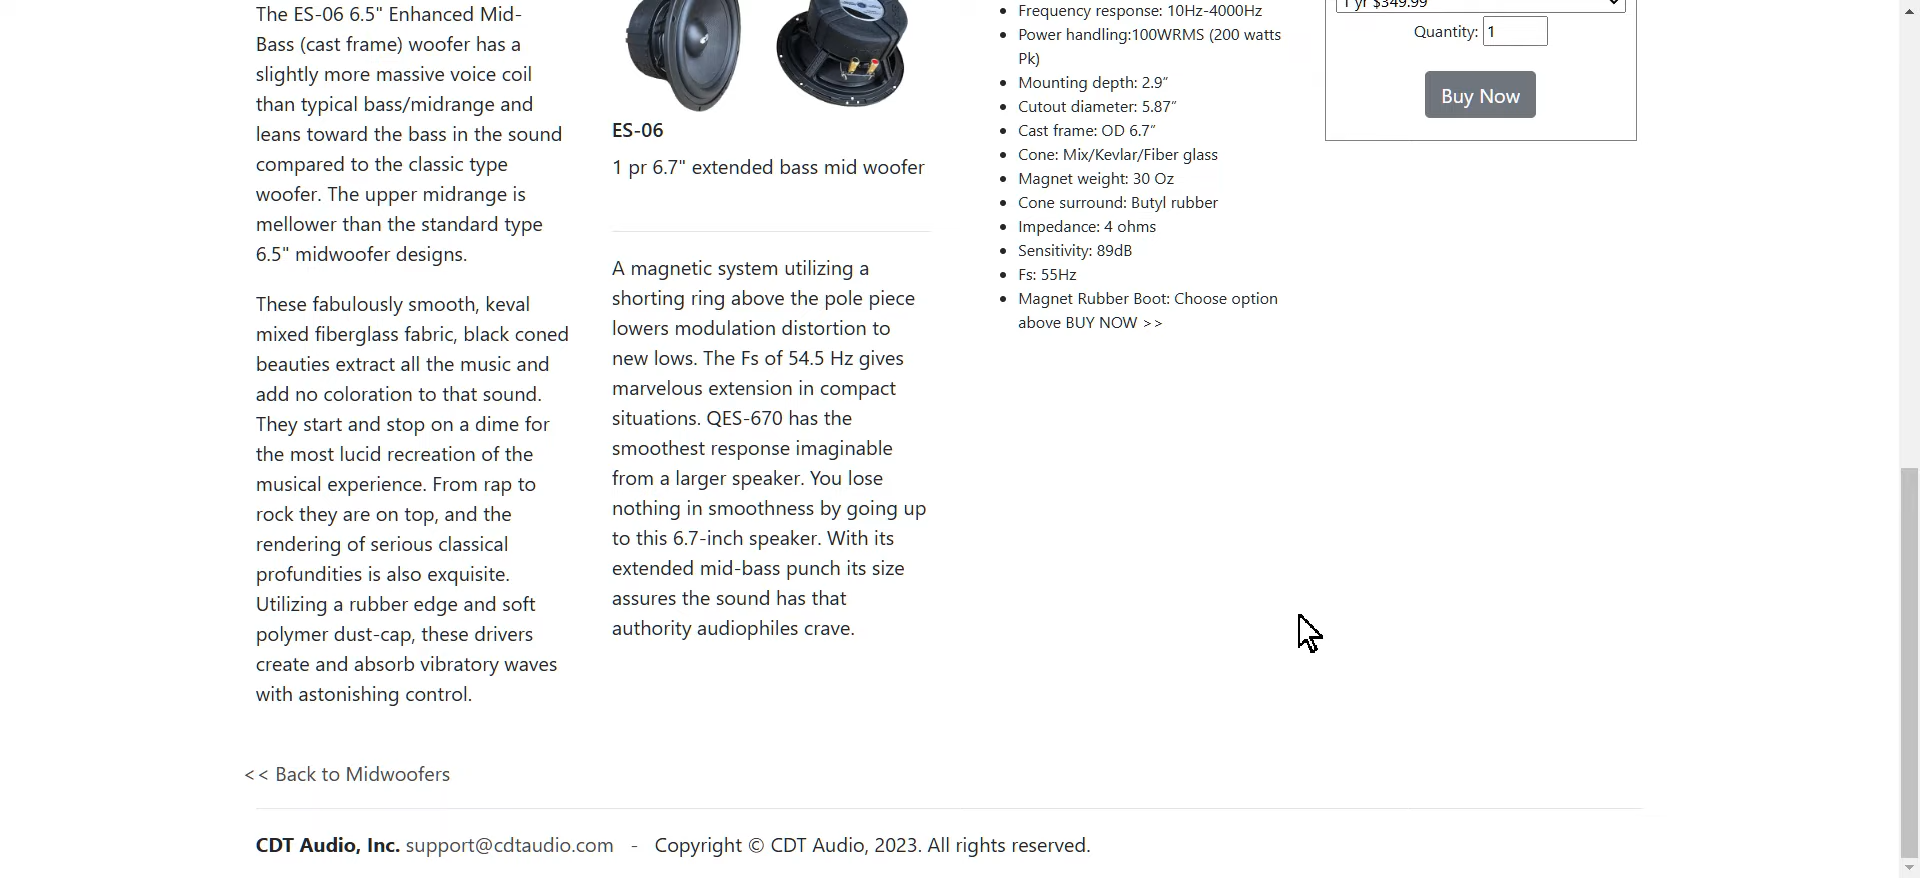 The ES-06 6.5" Enhanced Mid-
Bass (cast frame) woofer has a
slightly more massive voice coil
than typical bass/midrange and
leans toward the bass in the sound
compared to the classic type
woofer. The upper midrange is
mellower than the standard type
6.5" midwoofer designs.
These fabulously smooth, keval
mixed fiberglass fabric, black coned
beauties extract all the music and
add no coloration to that sound.
They start and stop on a dime for
the most lucid recreation of the
musical experience. From rap to
rock they are on top, and the
rendering of serious classical
profundities is also exquisite.
Utilizing a rubber edge and soft
polymer dust-cap, these drivers
create and absorb vibratory waves
with astonishing control.
ES-06
1 pr 6.7" extended bass mid woofer
A magnetic system utilizing a
shorting ring above the pole piece
lowers modulation distortion to
new lows. The Fs of 54.5 Hz gives
marvelous extension in compact
situations. QES-670 has the
smoothest response imaginable
from a larger speaker. You lose
nothing in smoothness by going up
to this 6.7-inch speaker. With its
extended mid-bass punch its size
assures the sound has that
authority audiophiles crave.
• Frequency response: 10Hz-4000Hz
• Power handling:100WRMS (200 watts
Pk)
• Mounting depth: 2.9″
• Cutout diameter: 5.87″
• Cast frame: OD 6.7″
• Cone: Mix/Kevlar/Fiber glass
• Magnet weight: 30 Oz
• Cone surround: Butyl rubber
• Impedance: 4 ohms
• Sensitivity: 89dB
• Fs: 55Hz
• Magnet Rubber Boot: Choose option
above BUY NOW >>
1 yr $349.99
Quantity: 1
Buy Now
<< Back to Midwoofers
CDT Audio, Inc. support@cdtaudio.com - Copyright © CDT Audio, 2023. All rights reserved.